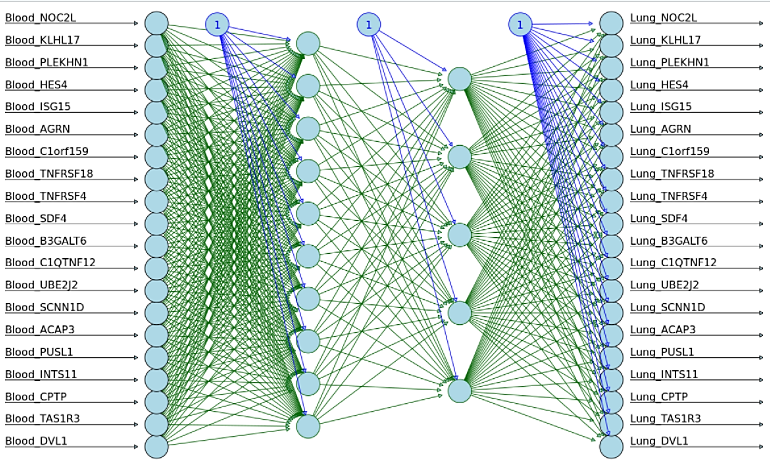 Blood_NOC2L
Blood_KLHL17
Blood_PLEKHN1
Blood_HES4
Blood_ISG15
Blood_AGRN
Blood_C1orf159
Blood_TNFRSF18
Blood_TNFRSF4
Blood_SDF4
Blood_B3GALT6
Blood_C1QTNF12
Blood_UBE2J2
Blood_SCNN1D
Blood_ACAP3
Blood_PUSL1
Blood_INTS11
Blood_CPTP
Blood_TAS1R3
Blood_DVL1
1
1
1
Lung_NOC2L
Lung_KLHL17
Lung_PLEKHN1
Lung_HES4
Lung_ISG15
Lung_AGRN
Lung_C1orf159
Lung_TNFRSF18
Lung_TNFRSF4
Lung_SDF4
Lung_B3GALT6
Lung_C1QTNF12
Lung_UBE2J2
Lung_SCNN1D
Lung_ACAP3
Lung_PUSL1
Lung_INTS11
Lung_CPTP
Lung_TAS1R3
Lung_DVL1